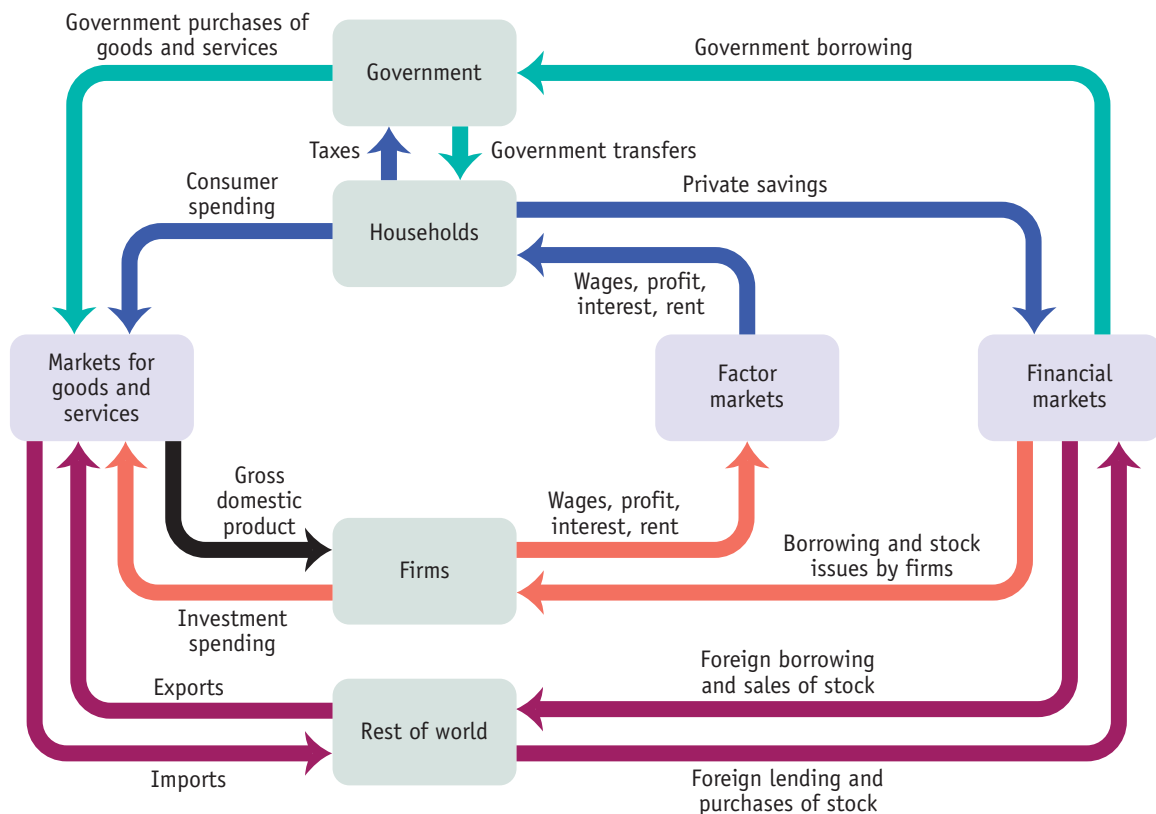 Government purchases of
goods and services
Government
Government borrowing
Taxes
Government transfers
Consumer
spending
Households
Private savings
Wages, profit,
interest, rent
Markets for
goods and
services
Factor
markets
Financial
markets
Gross
domestic
product
Wages, profit,
interest, rent
Firms
Borrowing and stock
issues by firms
Investment
spending
Exports
Foreign borrowing
and sales of stock
Rest of world
Imports
Foreign lending and
purchases of stock